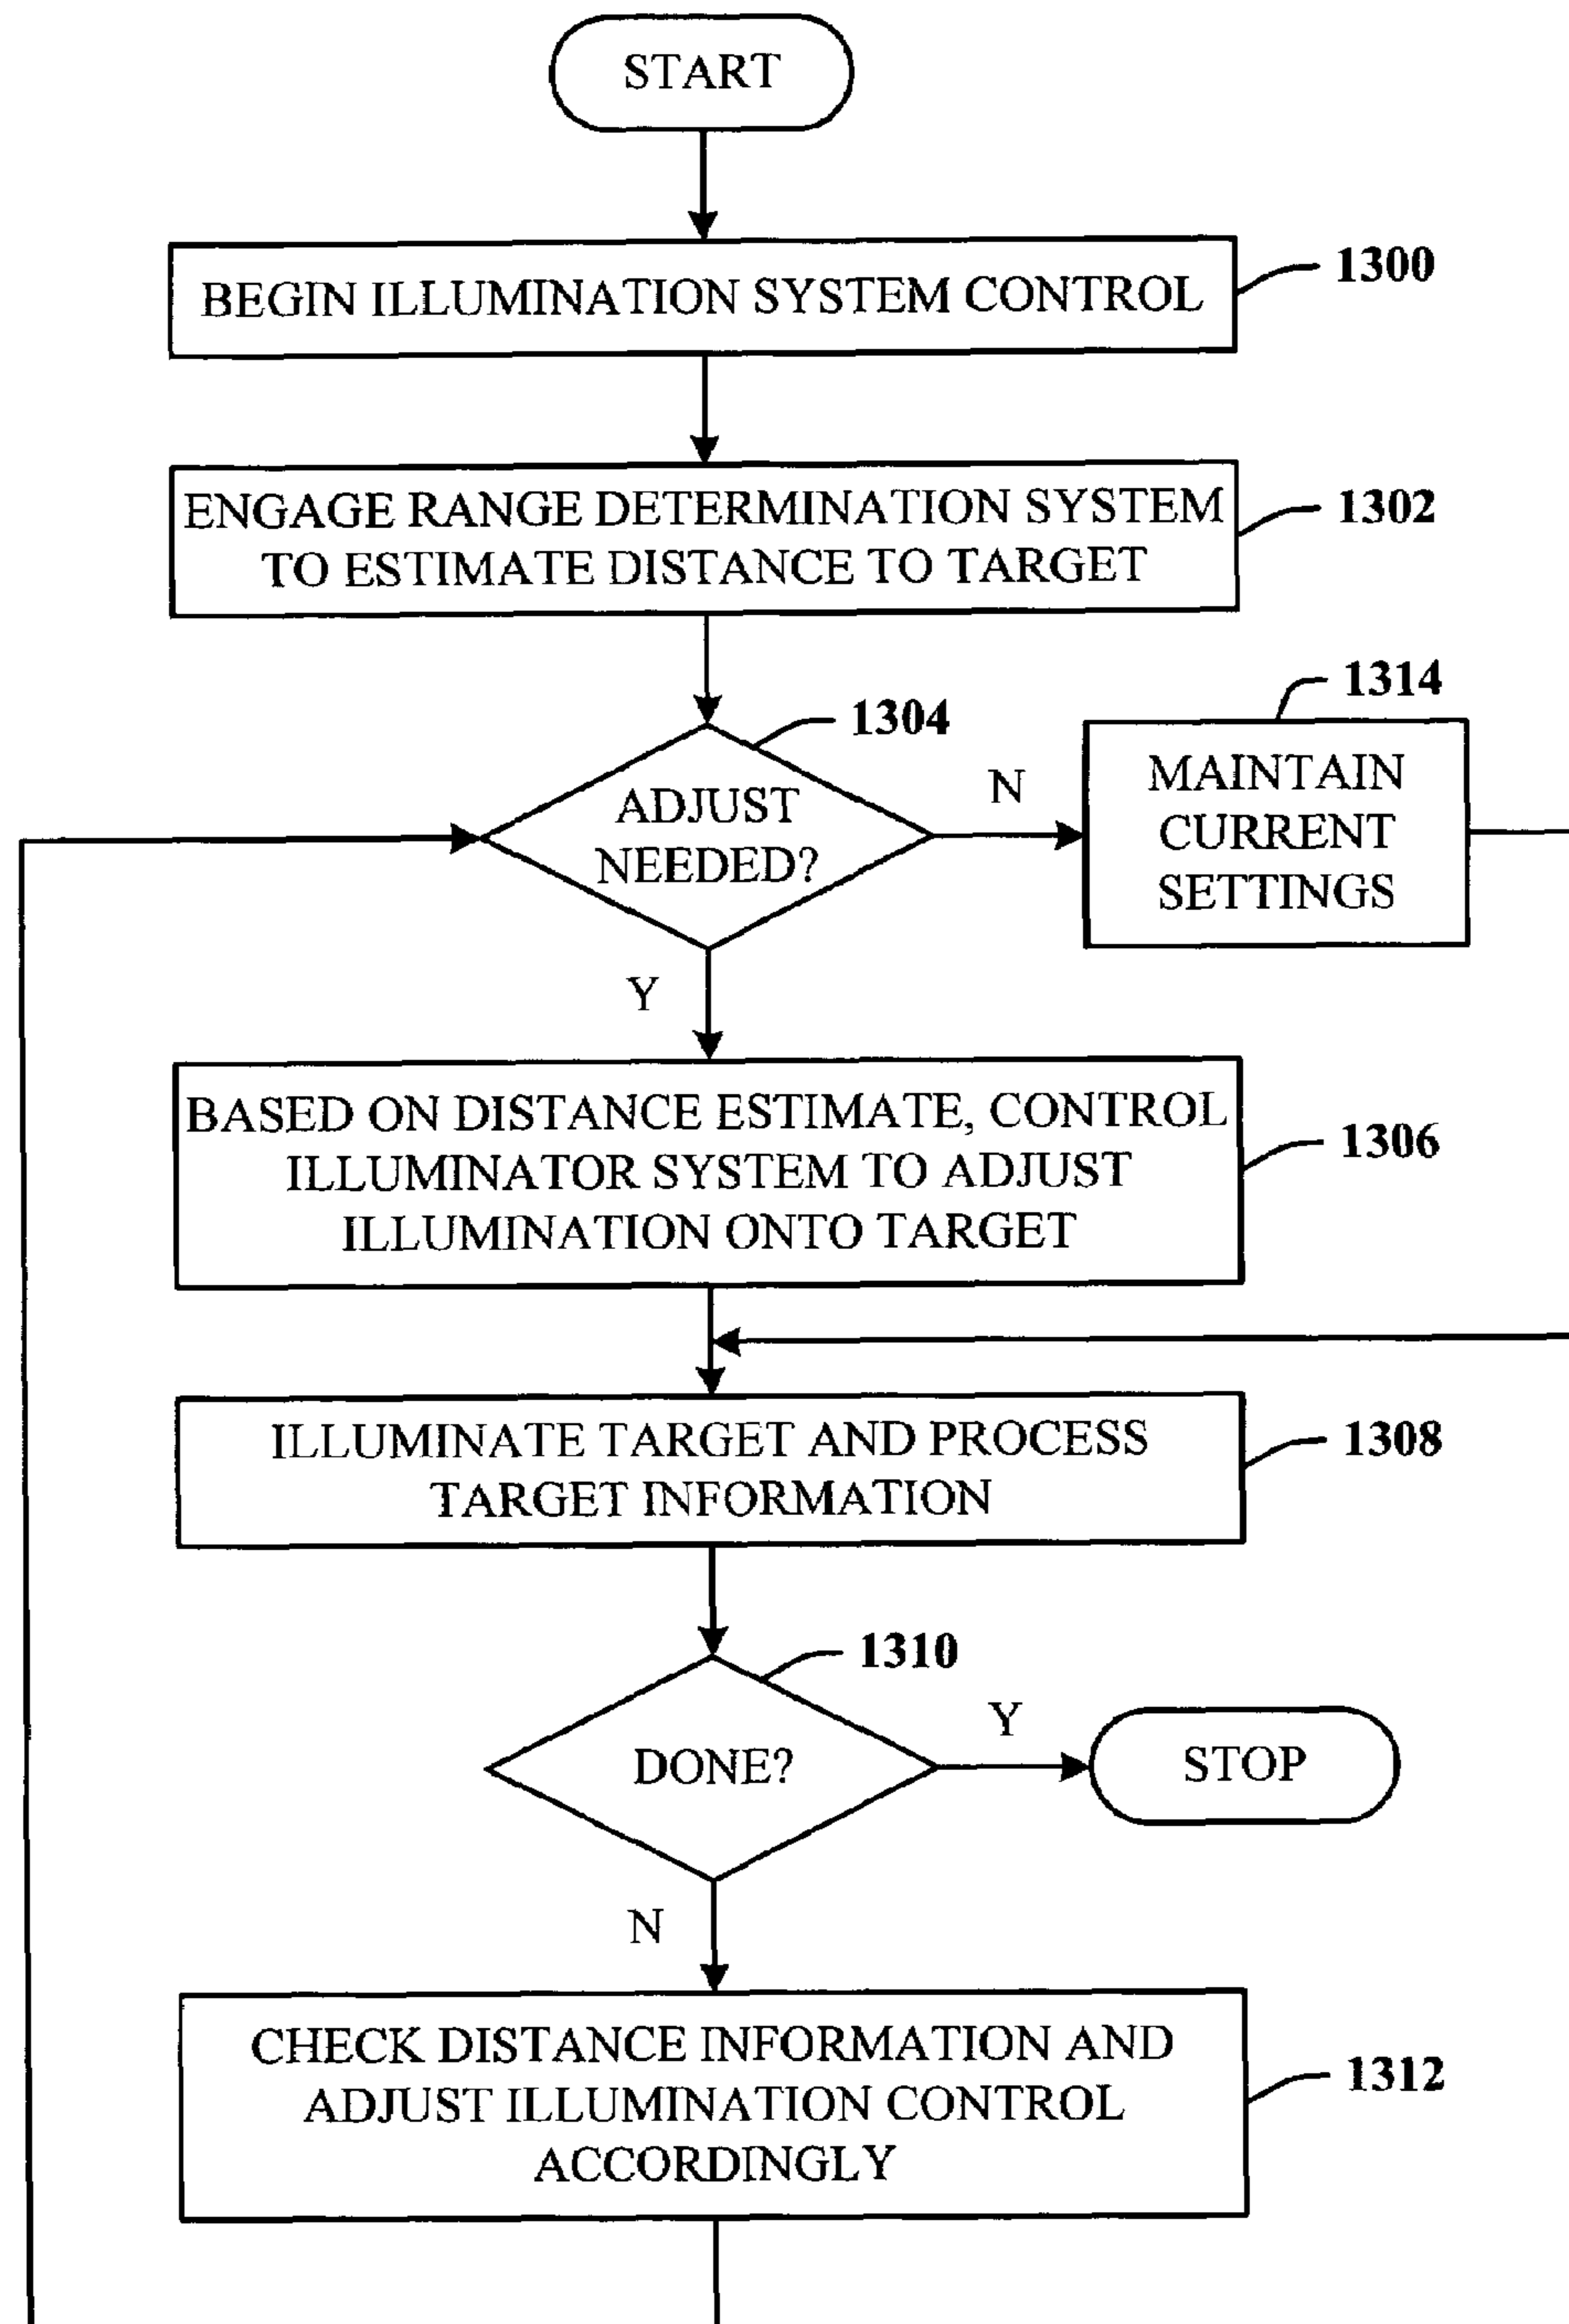 START
BEGIN ILLUMINATION SYSTEM CONTROL
1300
ENGAGE RANGE DETERMINATION SYSTEM
TO ESTIMATE DISTANCE TO TARGET
1302
1304
ADJUST
NEEDED?
N
1314
MAINTAIN
CURRENT
SETTINGS
Y
BASED ON DISTANCE ESTIMATE, CONTROL
ILLUMINATOR SYSTEM TO ADJUST
ILLUMINATION ONTO TARGET
1306
ILLUMINATE TARGET AND PROCESS
TARGET INFORMATION
1308
1310
DONE?
Y
STOP
N
CHECK DISTANCE INFORMATION AND
ADJUST ILLUMINATION CONTROL
ACCORDINGLY
1312